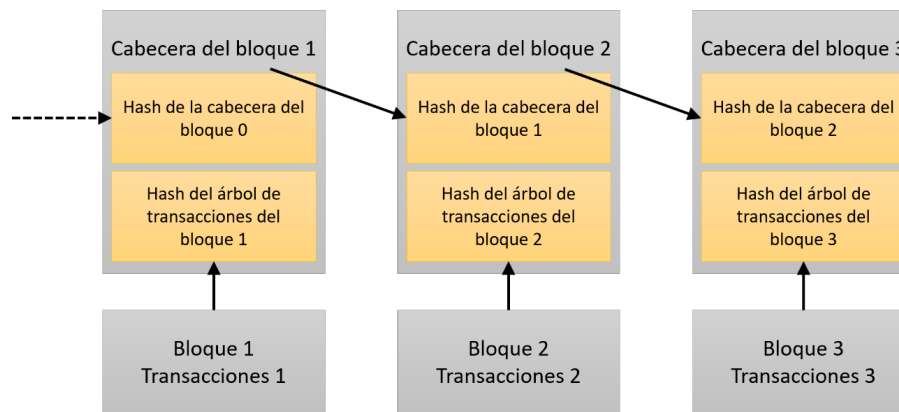 Cabecera del bloque 1
Hash de la cabecera del
bloque 0
Hash del árbol de
transacciones del
bloque 1
Bloque 1
Transacciones 1
Cabecera del bloque 2
Hash de la cabecera del
bloque 1
Hash del árbol de
transacciones del
bloque 2
Bloque 2
Transacciones 2
Cabecera del bloque 3
Hash de la cabecera del
bloque 2
Hash del árbol de
transacciones del
bloque 3
Bloque 3
Transacciones 3